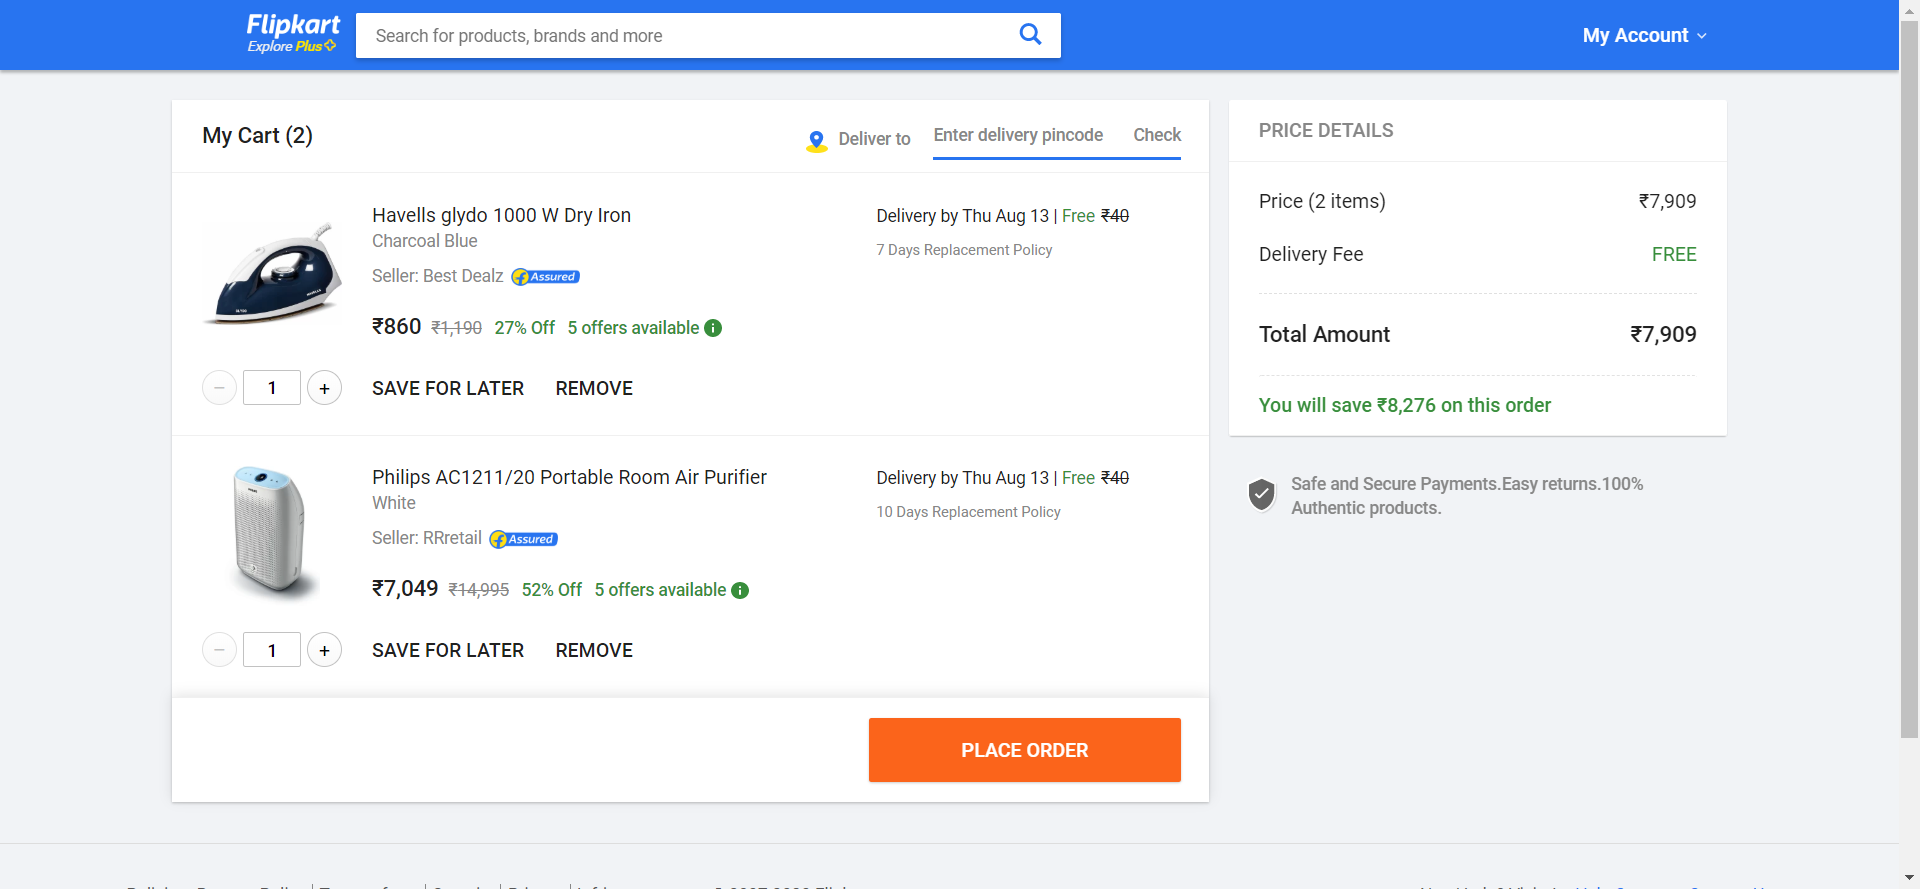 Flipkart
Explore Plus
Search for products, brands and more
My Account
My Cart (2)
Deliver to
Enter delivery pincode
Check
Havells glydo 1000 W Dry Iron
Charcoal Blue
Seller: Best Dealz
Assured
₹860 ₹1,190 27% Off 5 offers available
Delivery by Thu Aug 13 | Free ₹40
7 Days Replacement Policy
− 1 +
SAVE FOR LATER
REMOVE
Philips AC1211/20 Portable Room Air Purifier
White
Seller: RRretail
Assured
₹7,049 ₹14,995 52% Off 5 offers available
Delivery by Thu Aug 13 | Free ₹40
10 Days Replacement Policy
− 1 +
SAVE FOR LATER
REMOVE
PLACE ORDER
PRICE DETAILS
Price (2 items) ₹7,909
Delivery Fee FREE
Total Amount ₹7,909
You will save ₹8,276 on this order
Safe and Secure Payments.Easy returns.100%
Authentic products.